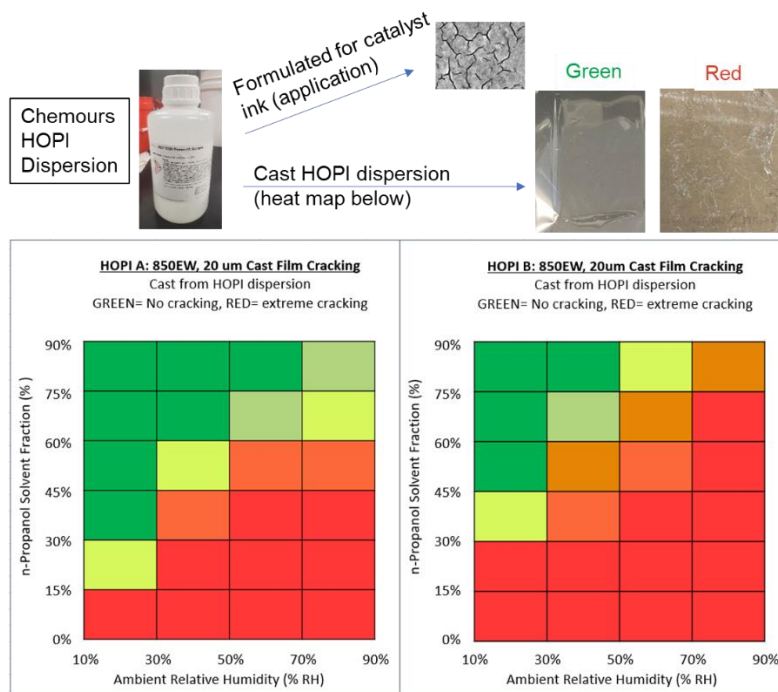 Chemours
HOPI
Dispersion
Formulated for catalyst
ink (application)
Cast HOPI dispersion
(heat map below)
Green
Red
HOPI A: 850EW, 20 um Cast Film Cracking
Cast from HOPI dispersion
GREEN= No cracking, RED= extreme cracking
n-Propanol Solvent Fraction (%)
90%
75%
60%
45%
30%
15%
0%
10%
30%
50%
70%
90%
Ambient Relative Humidity (% RH)
HOPI B: 850EW, 20um Cast Film Cracking
Cast from HOPI dispersion
GREEN= No cracking, RED= extreme cracking
n-Propanol Solvent Fraction (%)
90%
75%
60%
45%
30%
15%
0%
10%
30%
50%
70%
90%
Ambient Relative Humidity (% RH)